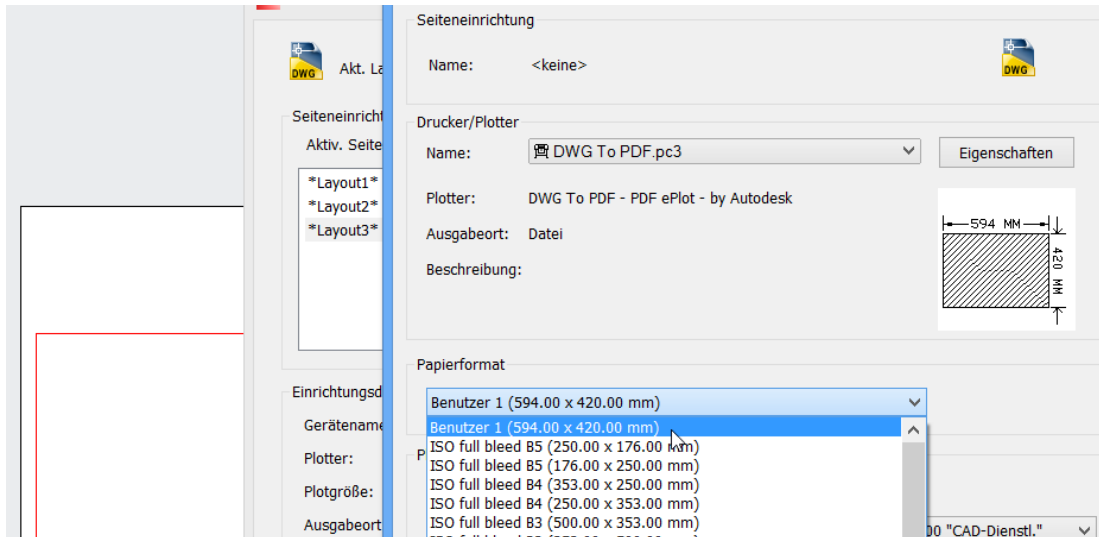 Seiteneinrichtung
DWG
Akt. La
Name: <keine>
DWG
Seiteneinricht
Aktiv. Seite
*Layout1*
*Layout2*
*Layout3*
Drucker/Plotter
Name: DWG To PDF.pc3 Eigenschaften
Plotter: DWG To PDF - PDF ePlot - by Autodesk
Ausgabeort: Datei
Beschreibung:
594 MM
420 MM
Papierformat
Benutzer 1 (594.00 x 420.00 mm)
Benutzer 1 (594.00 x 420.00 mm)
ISO full bleed B5 (250.00 x 176.00 mm)
ISO full bleed B5 (176.00 x 250.00 mm)
ISO full bleed B4 (353.00 x 250.00 mm)
ISO full bleed B4 (250.00 x 353.00 mm)
ISO full bleed B3 (500.00 x 353.00 mm)
Einrichtungsd
Gerätename
Plotter:
Plotgröße:
Ausgabeort
P
00 "CAD-Dienstl."